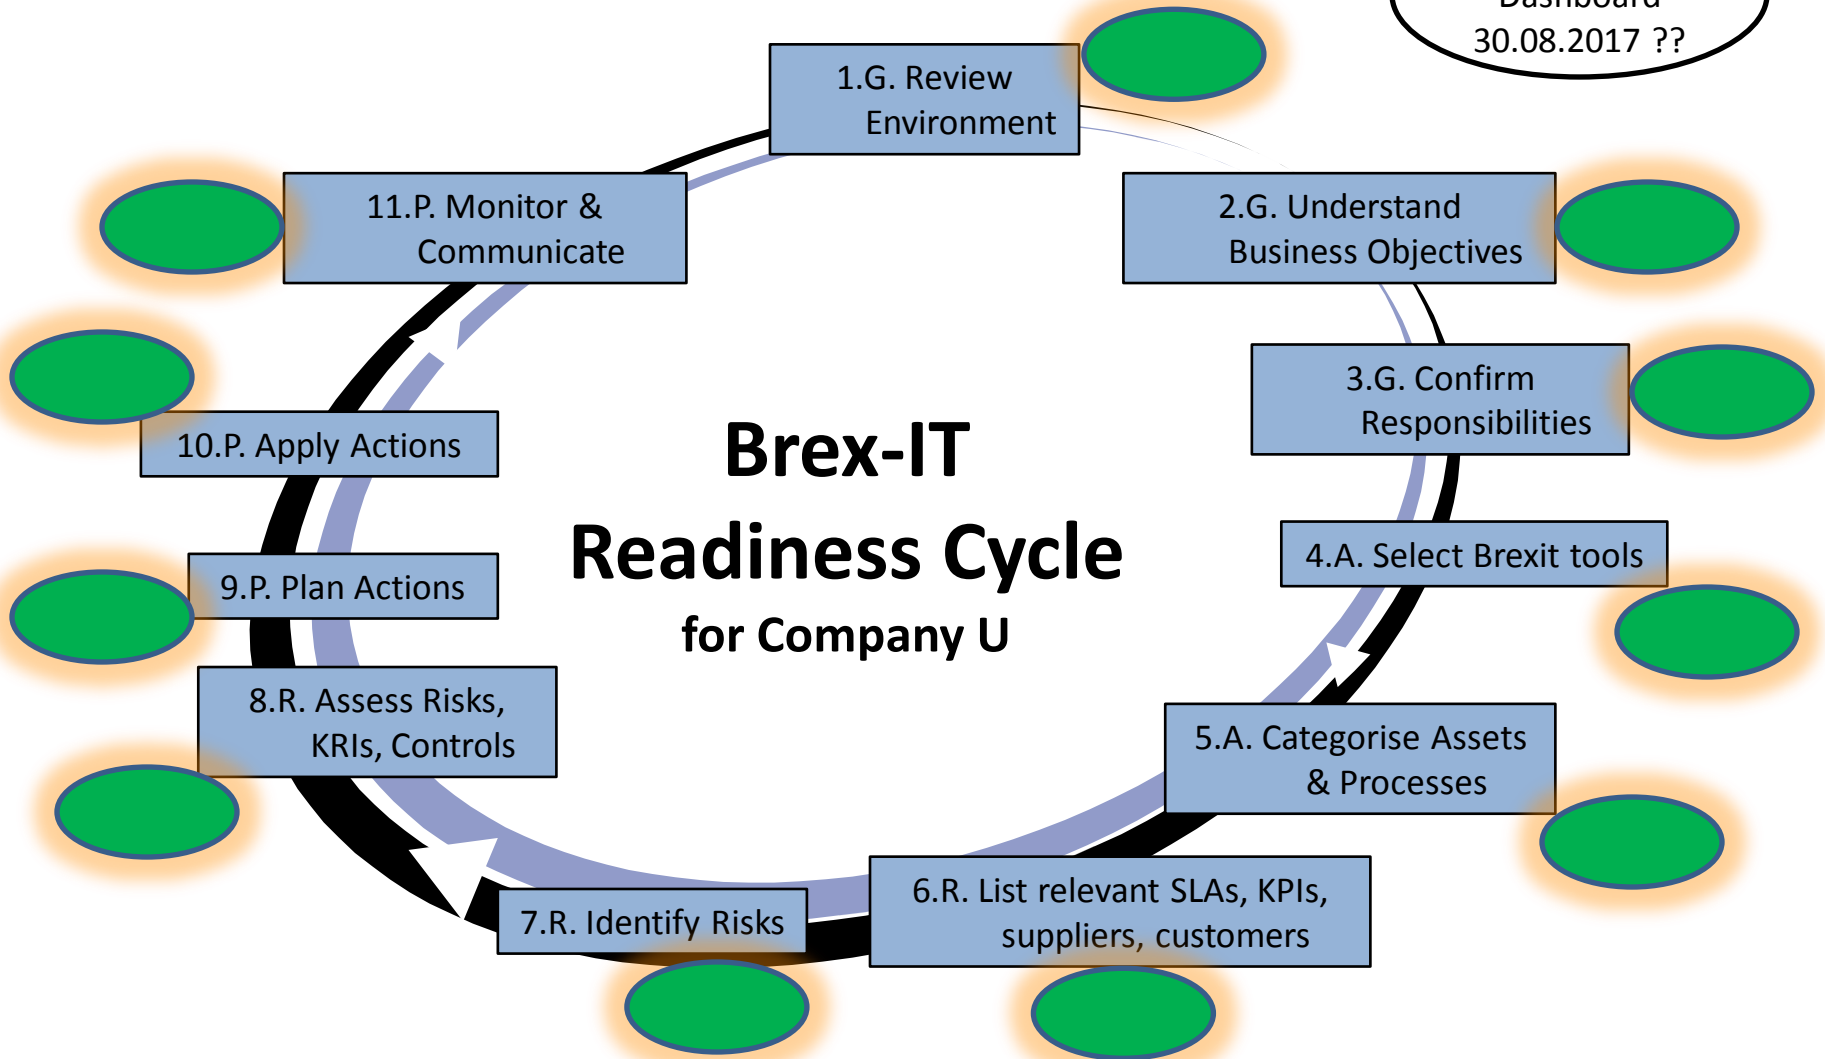 Dashboard
30.08.2017 ??
1.G. Review
Environment
2.G. Understand
Business Objectives
3.G. Confirm
Responsibilities
4.A. Select Brexit tools
5.A. Categorise Assets
& Processes
6.R. List relevant SLAs, KPIs,
suppliers, customers
7.R. Identify Risks
8.R. Assess Risks,
KRIs, Controls
9.P. Plan Actions
10.P. Apply Actions
11.P. Monitor &
Communicate
Brex-IT
Readiness Cycle
for Company U